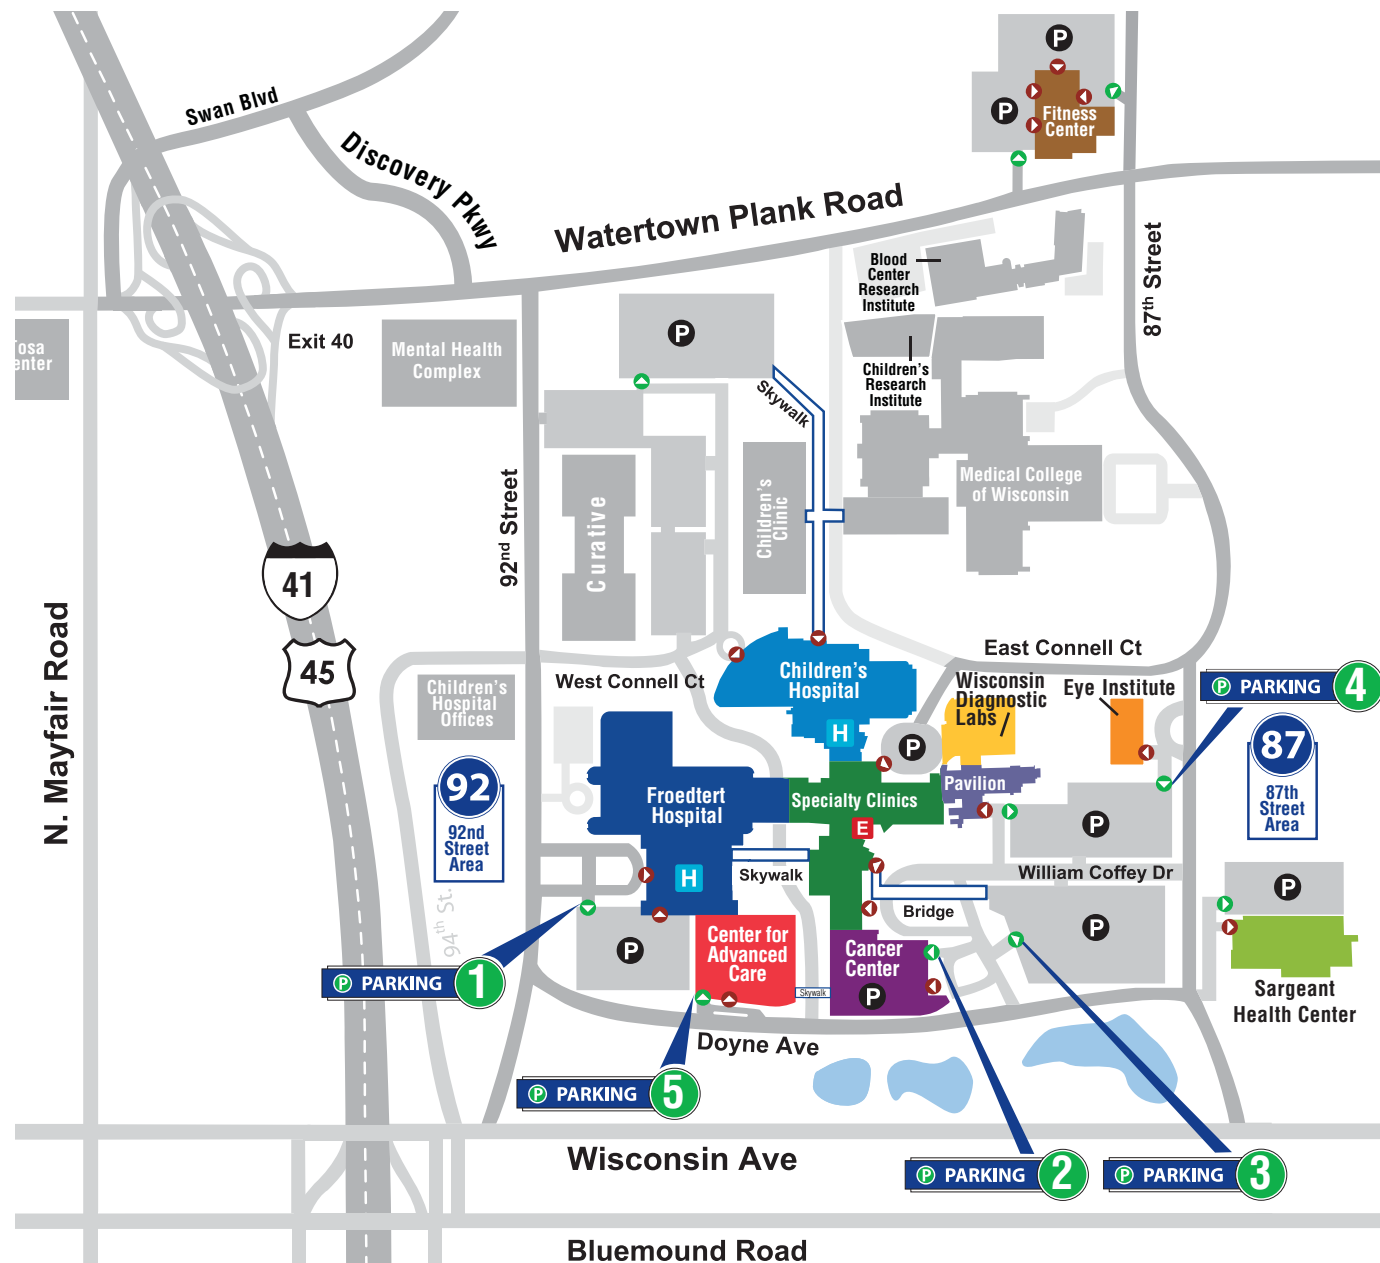 P
Swan Blvd
P
Fitness
Center
Discovery Pkwy
Watertown Plank Road
87th Street
Blood
Center
Research
Institute
Exit 40
Mental Health
Complex
P
Children's
Research
Institute
Skywalk
Medical College
of Wisconsin
Children's
Clinic
Curative
92nd Street
41
45
N. Mayfair Road
East Connell Ct
West Connell Ct
Children's
Hospital
H
Children's
Hospital
Offices
Wisconsin
Diagnostic
Labs
Eye Institute
P PARKING 4
P
92
92nd
Street
Area
87
87th
Street
Area
Froedtert
Hospital
H
Specialty Clinics
E
Pavilion
P
Skywalk
William Coffey Dr
Bridge
P
P
94th St.
P
Center for
Advanced
Care
Cancer
Center
P
Skywalk
P PARKING 1
Sargeant
Health Center
Doyne Ave
P PARKING 5
Wisconsin Ave
P PARKING 2
P PARKING 3
Bluemound Road